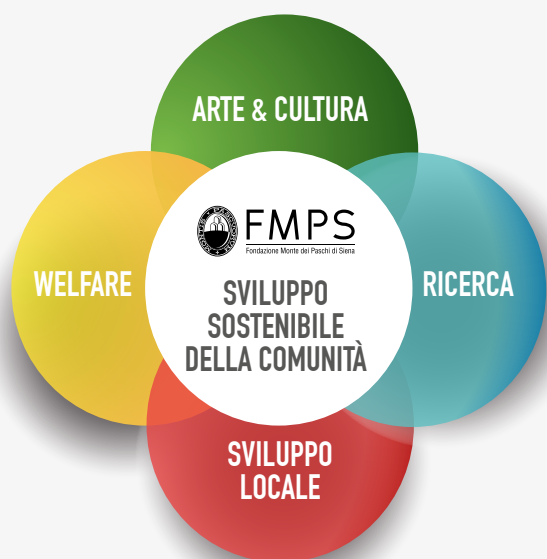 ARTE & CULTURA
FMPS
Fondazione Monte dei Paschi di Siena
WELFARE
SVILUPPO
SOSTENIBILE
DELLA COMUNITÀ
RICERCA
SVILUPPO
LOCALE